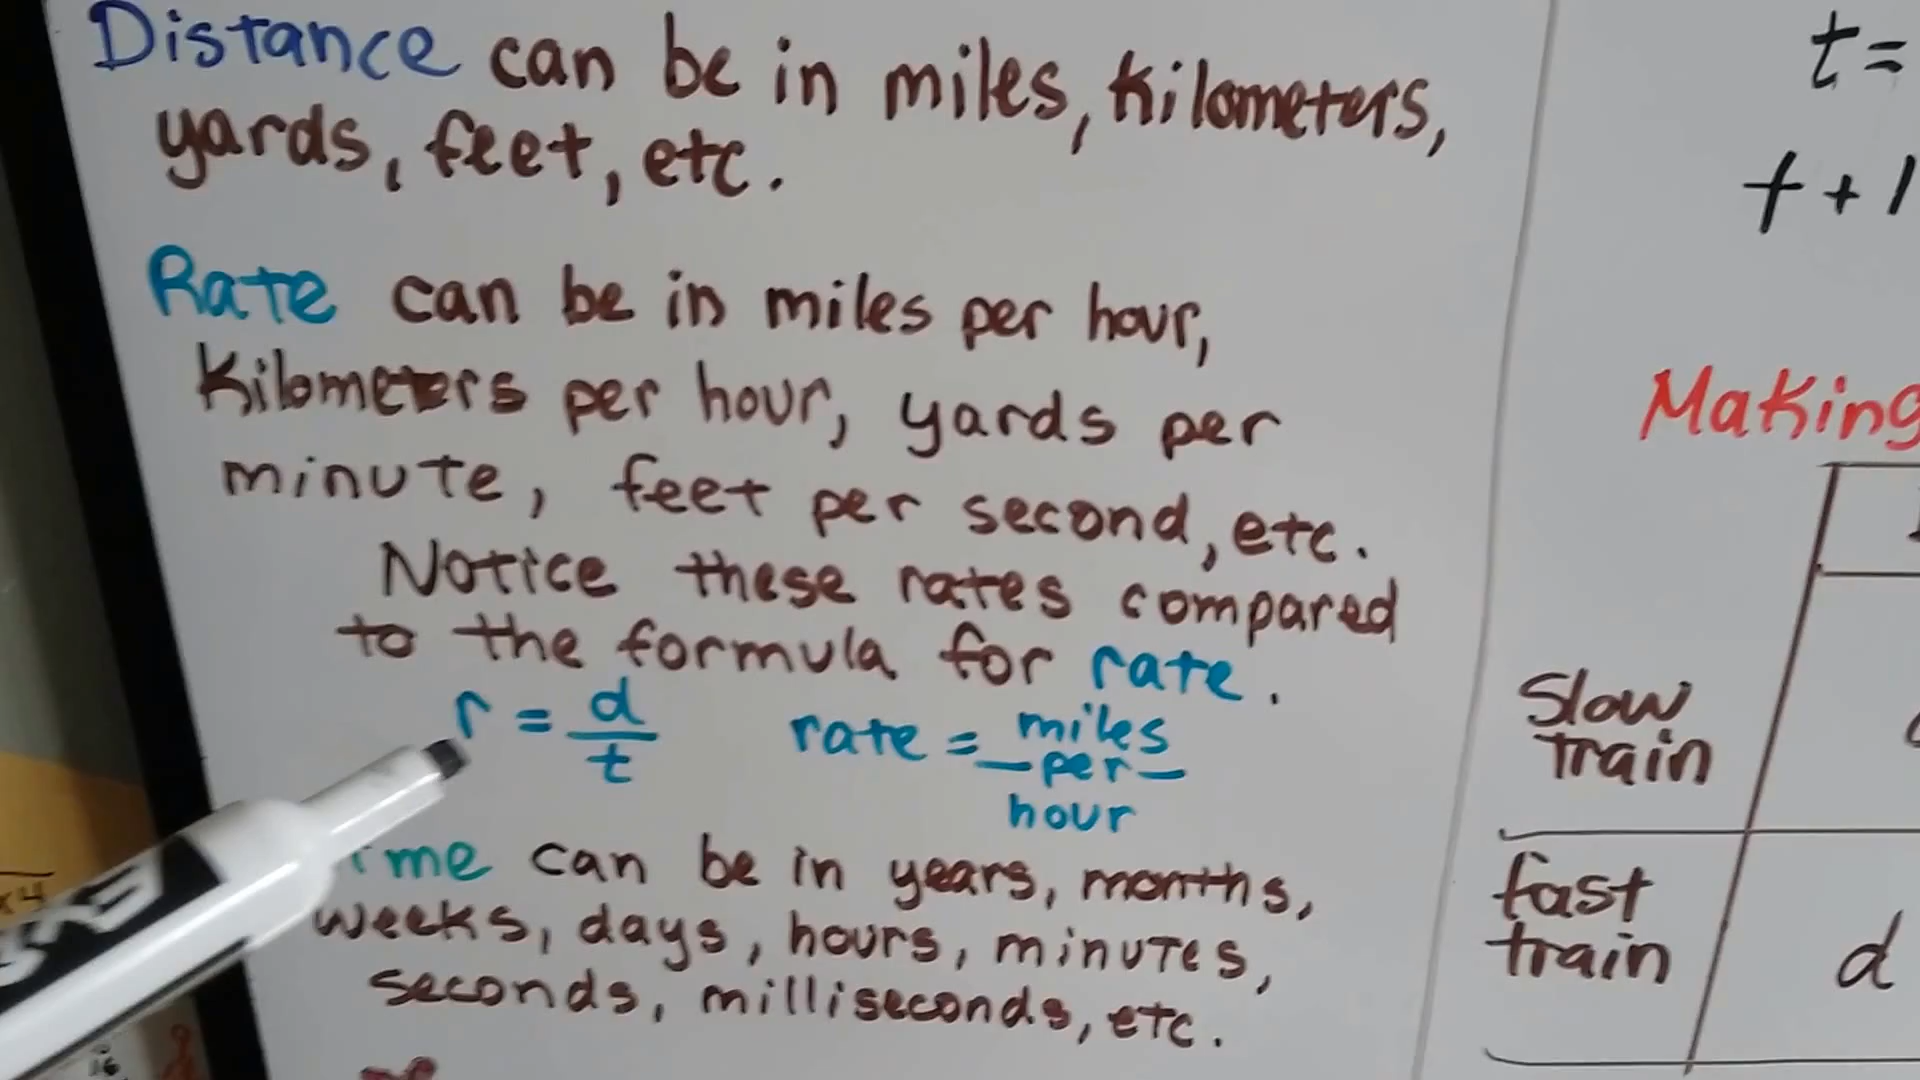 Distance can be in miles, kilometers,
yards, feet, etc.
Rate can be in miles per hour,
Kilometers per hour, yards per
minute, feet per second, etc.
Notice these rates compared
to the formula for rate.
r = d/t rate = miles
per
hour
me can be in years, months,
weeks, days, hours, minutes,
seconds, milliseconds, etc.
t =
t + 1
Making
Slow
train
fast
train
d
x4
16